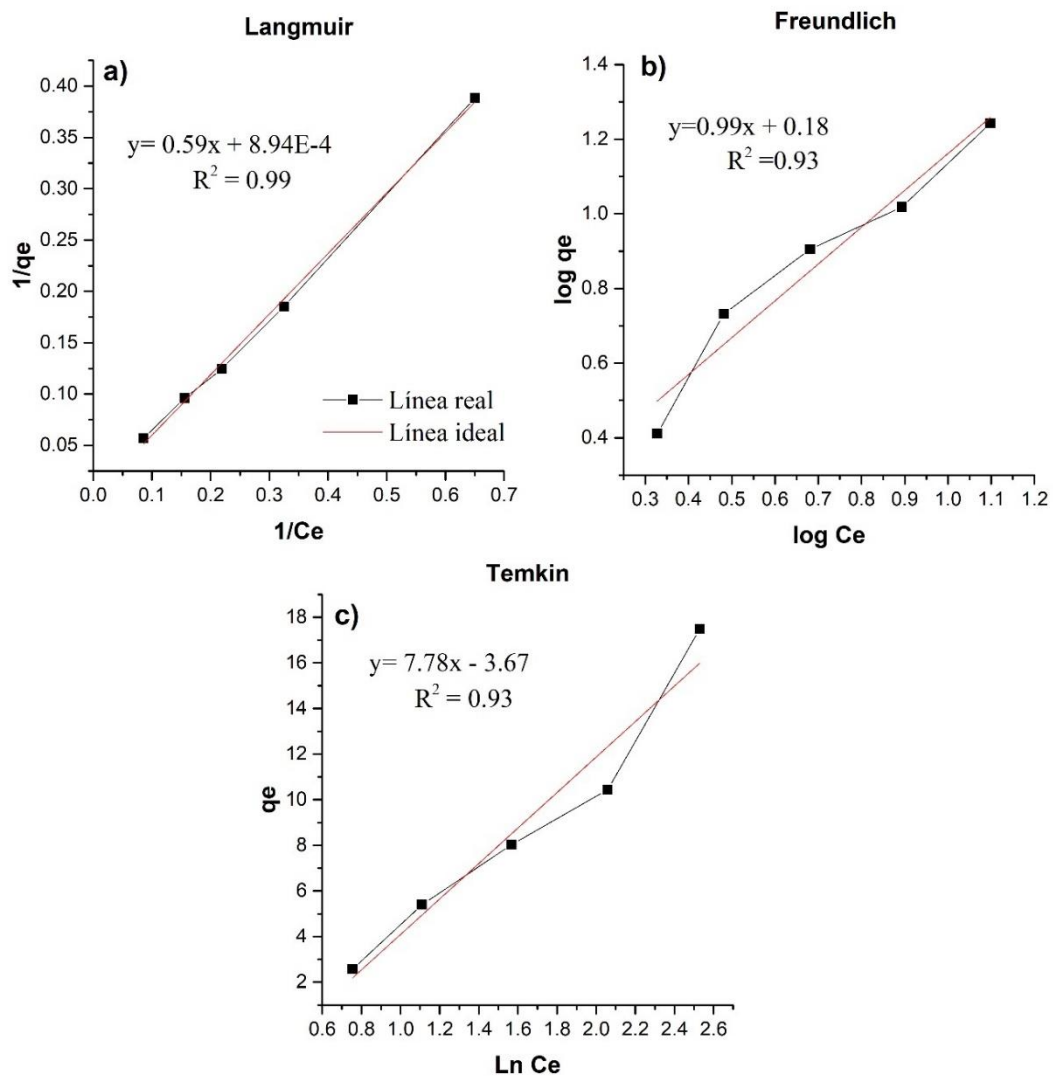 Langmuir
a)
y= 0.59x + 8.94E-4
R² = 0.99
1/qe
0.40
0.35
0.30
0.25
0.20
0.15
0.10
0.05
Línea real
Línea ideal
0.0 0.1 0.2 0.3 0.4 0.5 0.6 0.7
1/Ce
Freundlich
b)
y=0.99x + 0.18
R² =0.93
log qe
1.4
1.2
1.0
0.8
0.6
0.4
0.3 0.4 0.5 0.6 0.7 0.8 0.9 1.0 1.1 1.2
log Ce
Temkin
c)
y= 7.78x - 3.67
R² = 0.93
qe
18
16
14
12
10
8
6
4
2
0.6 0.8 1.0 1.2 1.4 1.6 1.8 2.0 2.2 2.4 2.6
Ln Ce